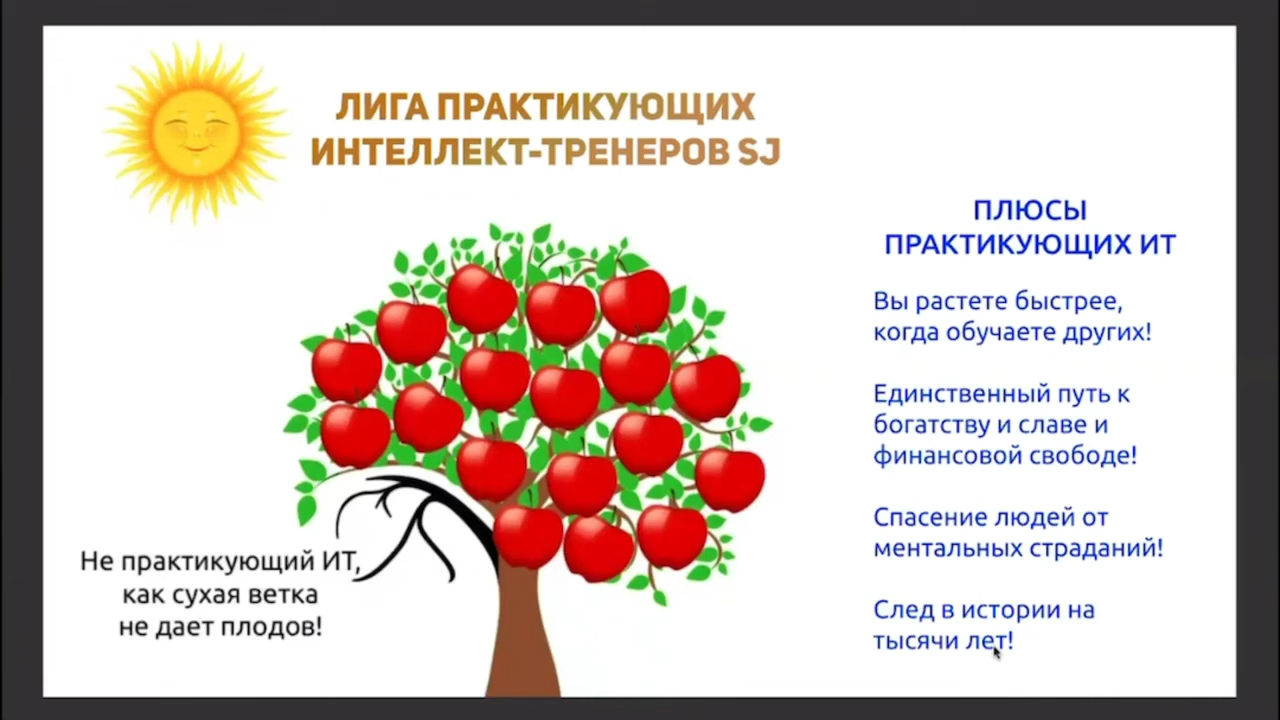 ЛИГА ПРАКТИКУЮЩИХ
ИНТЕЛЛЕКТ-ТРЕНЕРОВ SJ
ПЛЮСЫ
ПРАКТИКУЮЩИХ ИТ
Вы растете быстрее,
когда обучаете других!
Единственный путь к
богатству и славе и
финансовой свободе!
Спасение людей от
ментальных страданий!
След в истории на
тысячи лет!
Не практикующий ИТ,
как сухая ветка
не дает плодов!